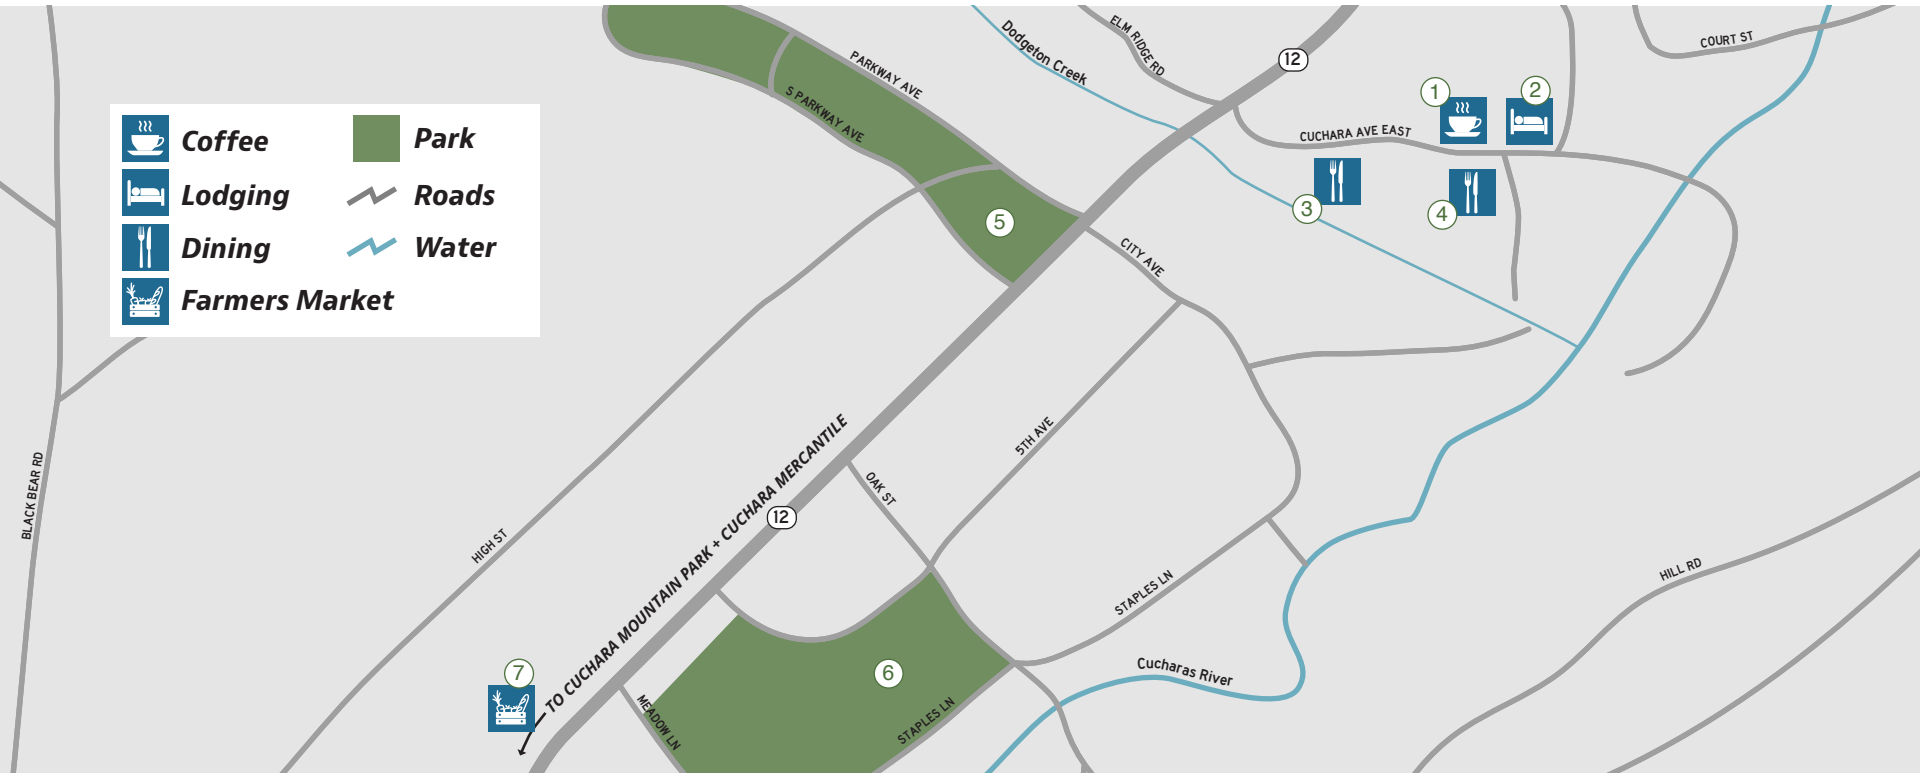 Coffee
Park
Lodging
Roads
Dining
Water
Farmers Market
PARKWAY AVE
S PARKWAY AVE
Dodgeton Creek
ELM RIDGE RD
12
COURT ST
1
2
CUCHARA AVE EAST
3
4
5
CITY AVE
BLACK BEAR RD
HIGH ST
TO CUCHARA MOUNTAIN PARK + CUCHARA MERCANTILE
12
OAK ST
5TH AVE
STAPLES LN
HILL RD
Cucharas River
6
7
MEADOW LN
STAPLES LN